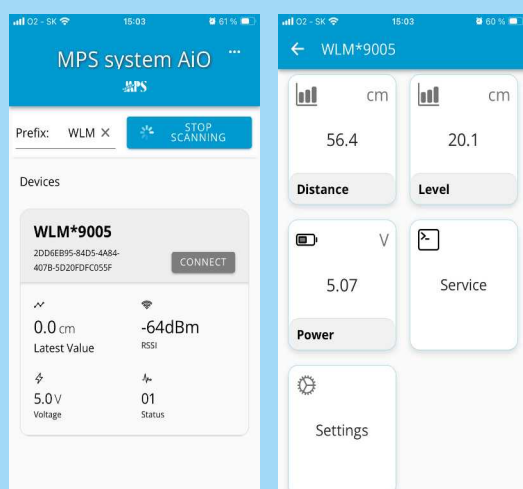 O2 - SK 15:03 61 %
MPS system AiO ...
MPS
Prefix: WLM × STOP SCANNING
Devices
WLM*9005
2DD6EB95-84D5-4A84-
407B-5D20FDFC055F
CONNECT
0.0 cm -64dBm
Latest Value RSSI
5.0 V 01
Voltage Status
O2 - SK 15:03 60 %
← WLM*9005
cm cm
56.4 20.1
Distance Level
V
5.07 Service
Power
Settings